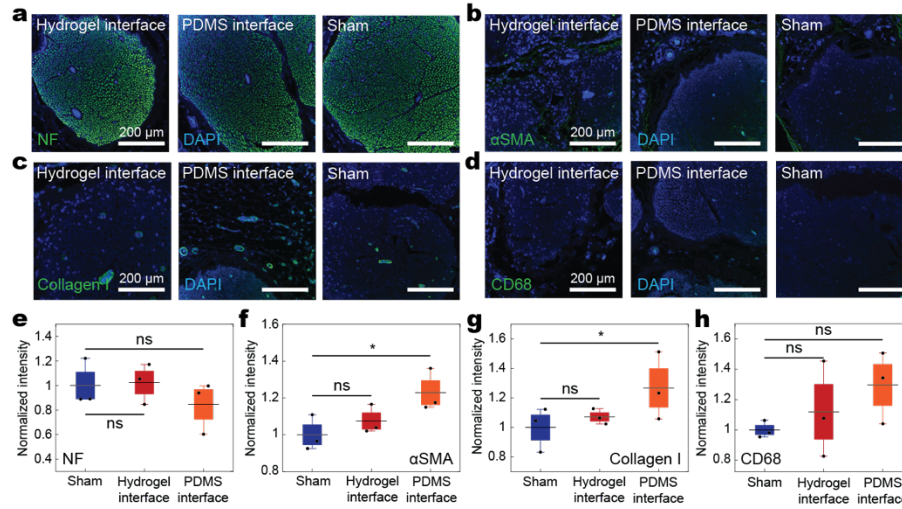 a
Hydrogel interface
PDMS interface
Sham
NF
200 μm
DAPI
b
Hydrogel interface
PDMS interface
Sham
αSMA
200 μm
DAPI
c
Hydrogel interface
PDMS interface
Sham
Collagen I
200 μm
DAPI
d
Hydrogel interface
PDMS interface
Sham
CD68
200 μm
DAPI
e
Normalized intensity
1.4
1.2
1
0.8
0.6
0.4
ns
ns
NF
Sham
Hydrogel
interface
PDMS
interface
f
Normalized intensity
1.6
1.4
1.2
1
0.8
*
ns
αSMA
Sham
Hydrogel
interface
PDMS
interface
g
Normalized intensity
1.6
1.4
1.2
1
0.8
*
ns
Collagen I
Sham
Hydrogel
interface
PDMS
interface
h
Normalized intensity
1.6
1.4
1.2
1
0.8
ns
ns
CD68
Sham
Hydrogel
interface
PDMS
interface